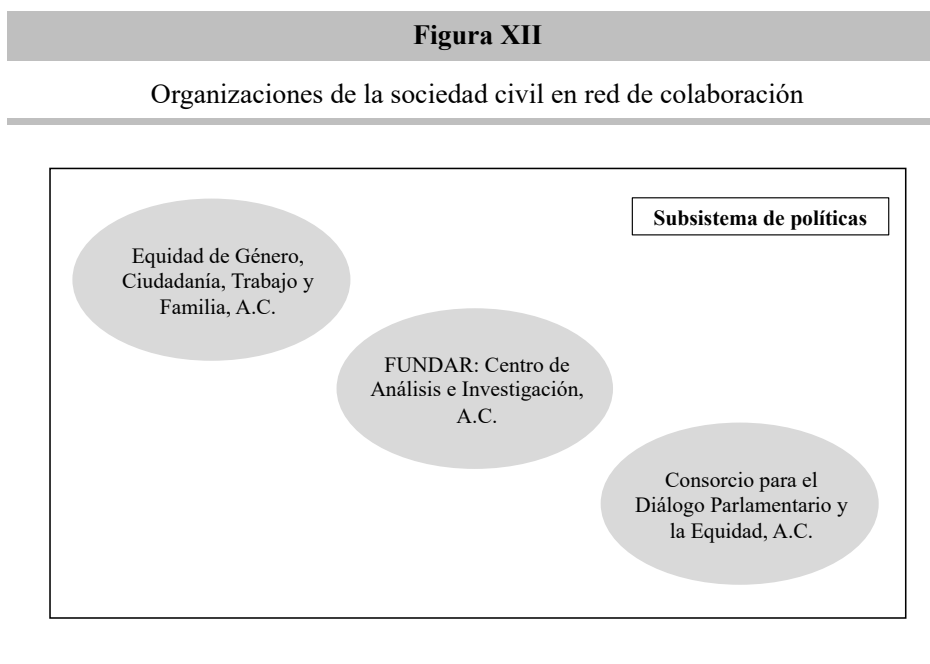 Figura XII
Organizaciones de la sociedad civil en red de colaboración
Subsistema de políticas
Equidad de Género,
Ciudadanía, Trabajo y
Familia, A.C.
FUNDAR: Centro de
Análisis e Investigación,
A.C.
Consorcio para el
Diálogo Parlamentario y
la Equidad, A.C.